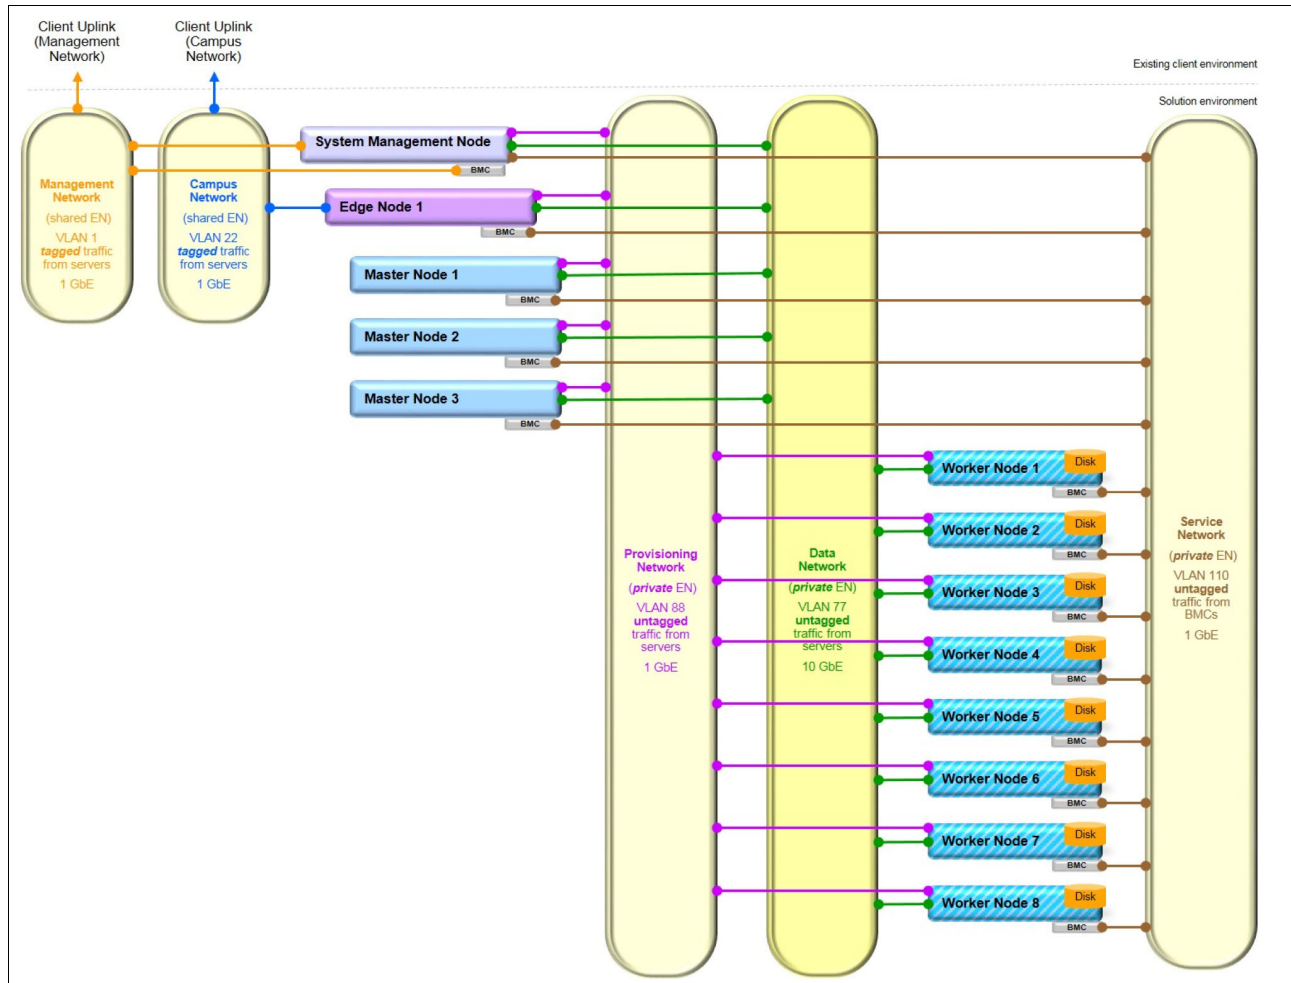 Client Uplink
(Management
Network)
Client Uplink
(Campus
Network)
Existing client environment
Solution environment
Management
Network
(shared EN)
VLAN 1
tagged traffic
from servers
1 GbE
Campus
Network
(shared EN)
VLAN 22
tagged traffic
from servers
1 GbE
System Management Node
BMC
Edge Node 1
BMC
Master Node 1
BMC
Master Node 2
BMC
Master Node 3
BMC
Provisioning
Network
(private EN)
VLAN 88
untagged
traffic from
servers
1 GbE
Data
Network
(private EN)
VLAN 77
untagged
traffic from
servers
10 GbE
Worker Node 1
Disk
BMC
Worker Node 2
Disk
BMC
Worker Node 3
Disk
BMC
Worker Node 4
Disk
BMC
Worker Node 5
Disk
BMC
Worker Node 6
Disk
BMC
Worker Node 7
Disk
BMC
Worker Node 8
Disk
BMC
Service
Network
(private EN)
VLAN 110
untagged
traffic from
BMCs
1 GbE